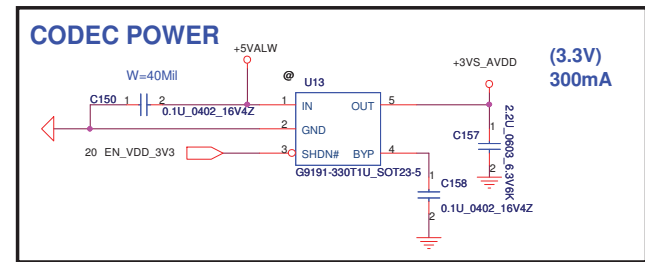 CODEC POWER
+5VALW
+3VS_AVDD
(3.3V)
300mA
W=40Mil
@
U13
C150
1
2
0.1U_0402_16V4Z
1
IN
OUT
5
2
GND
20 EN_VDD_3V3
3
SHDN#
BYP
4
G9191-330T1U_SOT23-5
C157
1
2
2.2U_0603_6.3V6K
C158
1
2
0.1U_0402_16V4Z